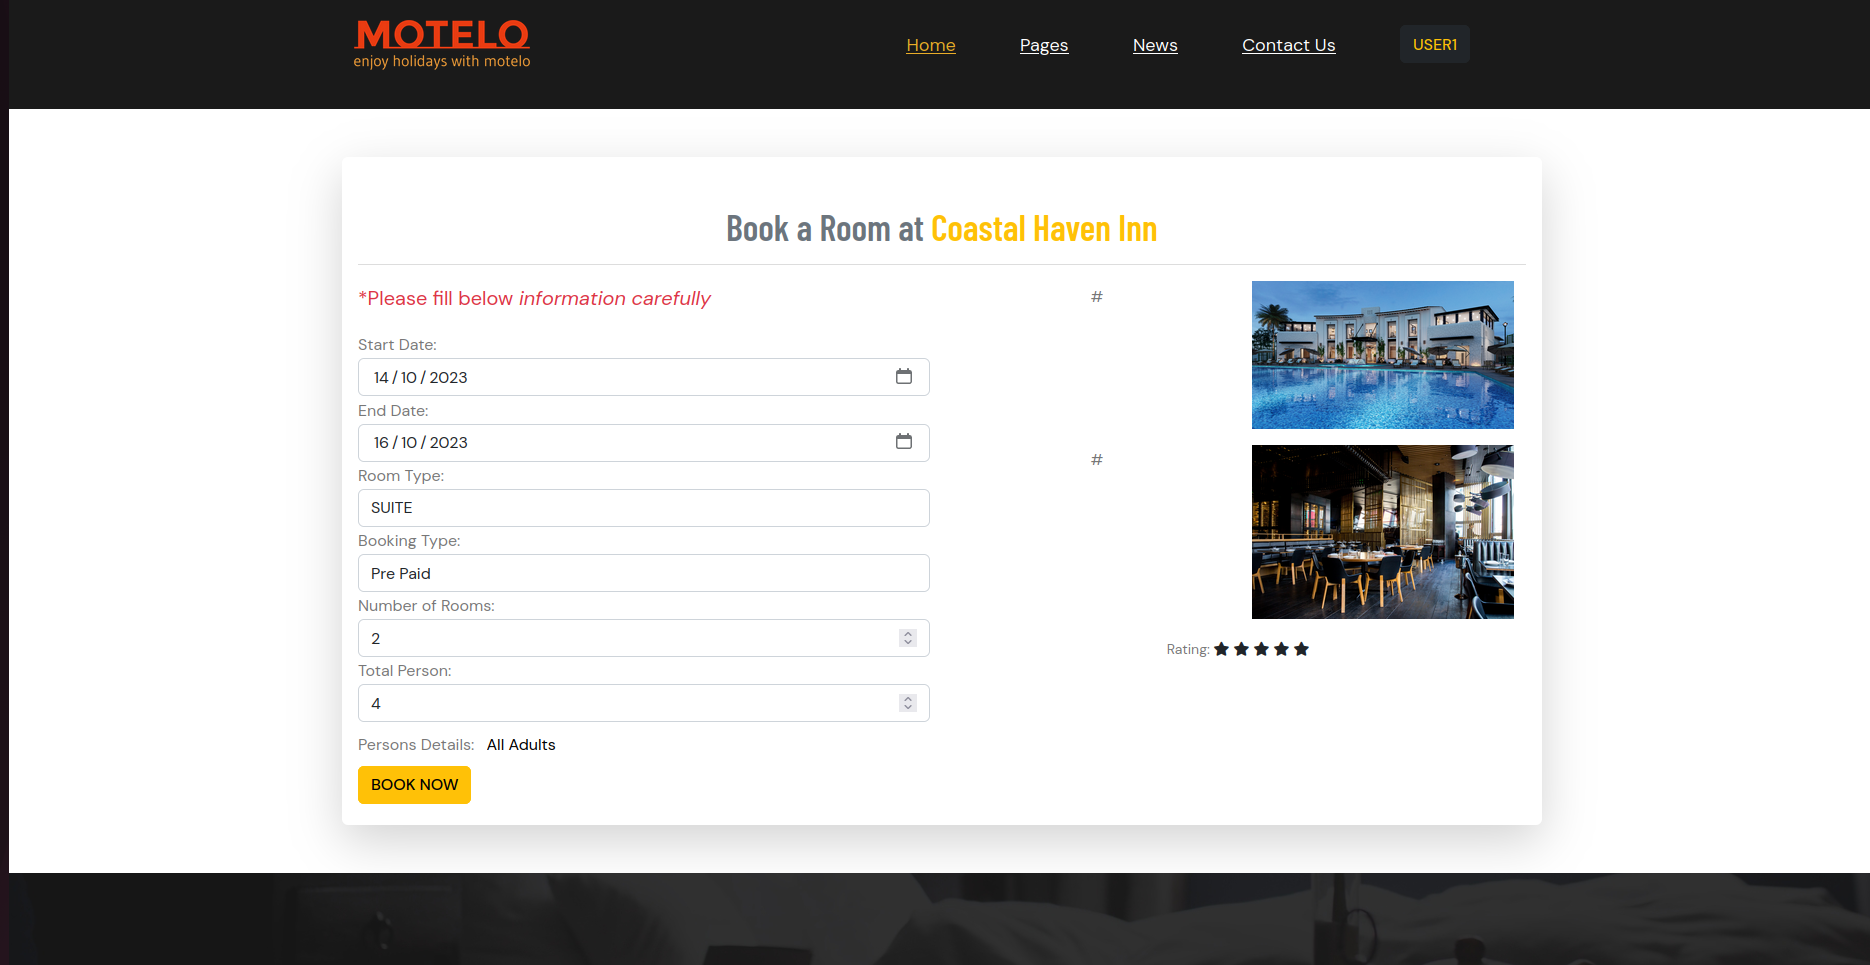 MOTELO
enjoy holidays with motelo
Home
Pages
News
Contact Us
USER1
Book a Room at Coastal Haven Inn
*Please fill below information carefully
Start Date:
14/10/2023
End Date:
16/10/2023
Room Type:
SUITE
Booking Type:
Pre Paid
Number of Rooms:
2
Total Person:
4
Persons Details: All Adults
BOOK NOW
#
#
Rating: